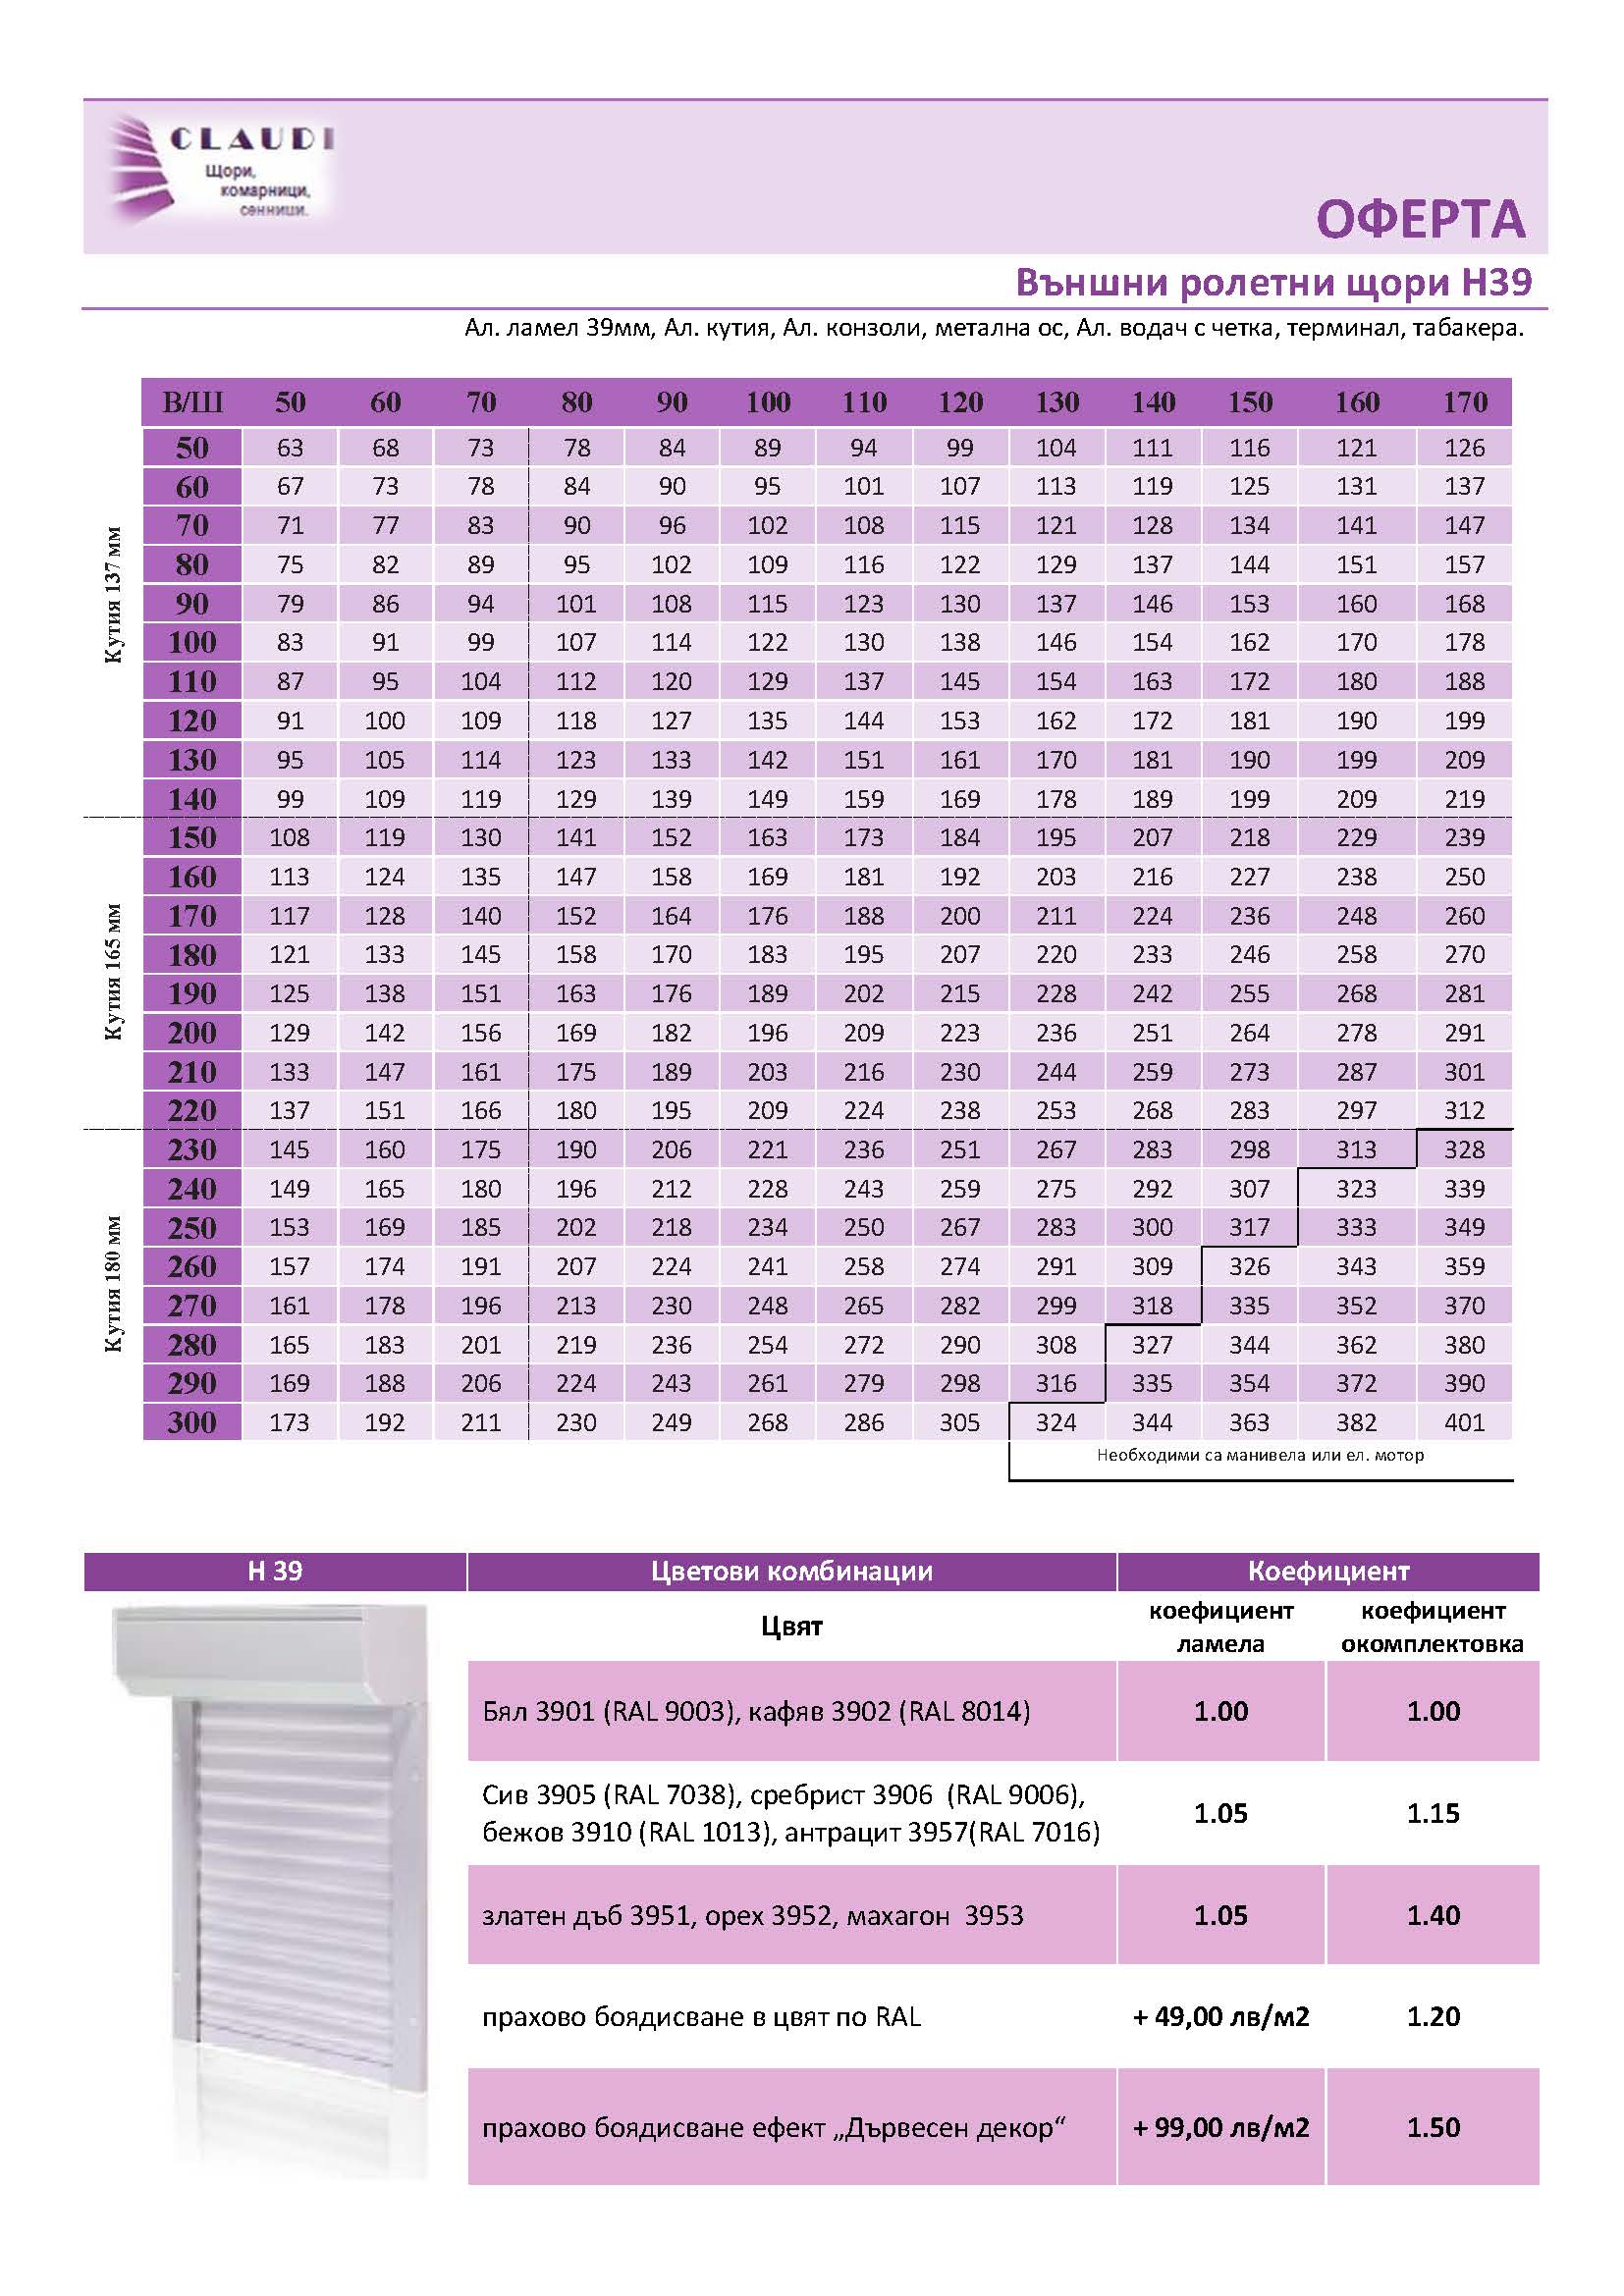 CLAUDI
Щори,
комарници,
сенници.
ОФЕРТА
Външни ролетни щори H39
Ал. ламел 39мм, Ал. кутия, Ал. конзоли, метална ос, Ал. водач с четка, терминал, табакера.
В/Ш 50 60 70 80 90 100 110 120 130 140 150 160 170
50 63 68 73 78 84 89 94 99 104 111 116 121 126
60 67 73 78 84 90 95 101 107 113 119 125 131 137
70 71 77 83 90 96 102 108 115 121 128 134 141 147
80 75 82 89 95 102 109 116 122 129 137 144 151 157
90 79 86 94 101 108 115 123 130 137 146 153 160 168
100 83 91 99 107 114 122 130 138 146 154 162 170 178
110 87 95 104 112 120 129 137 145 154 163 172 180 188
120 91 100 109 118 127 135 144 153 162 172 181 190 199
130 95 105 114 123 133 142 151 161 170 181 190 199 209
140 99 109 119 129 139 149 159 169 178 189 199 209 219
Кутия 137 мм
150 108 119 130 141 152 163 173 184 195 207 218 229 239
160 113 124 135 147 158 169 181 192 203 216 227 238 250
170 117 128 140 152 164 176 188 200 211 224 236 248 260
180 121 133 145 158 170 183 195 207 220 233 246 258 270
190 125 138 151 163 176 189 202 215 228 242 255 268 281
200 129 142 156 169 182 196 209 223 236 251 264 278 291
210 133 147 161 175 189 203 216 230 244 259 273 287 301
220 137 151 166 180 195 209 224 238 253 268 283 297 312
Кутия 165 мм
230 145 160 175 190 206 221 236 251 267 283 298 313 328
240 149 165 180 196 212 228 243 259 275 292 307 323 339
250 153 169 185 202 218 234 250 267 283 300 317 333 349
260 157 174 191 207 224 241 258 274 291 309 326 343 359
270 161 178 196 213 230 248 265 282 299 318 335 352 370
280 165 183 201 219 236 254 272 290 308 327 344 362 380
290 169 188 206 224 243 261 279 298 316 335 354 372 390
300 173 192 211 230 249 268 286 305 324 344 363 382 401
Кутия 180 мм
Необходими са манивела или ел. мотор
H 39 Цветови комбинации Коефициент
Цвят
коефициент
ламела
коефициент
окомплектовка
Бял 3901 (RAL 9003), кафяв 3902 (RAL 8014) 1.00 1.00
Сив 3905 (RAL 7038), сребрист 3906 (RAL 9006),
бежов 3910 (RAL 1013), антрацит 3957(RAL 7016)
1.05 1.15
златен дъб 3951, орех 3952, махагон 3953 1.05 1.40
прахово боядисване в цвят по RAL + 49,00 лв/м2 1.20
прахово боядисване ефект „Дървесен декор“ + 99,00 лв/м2 1.50